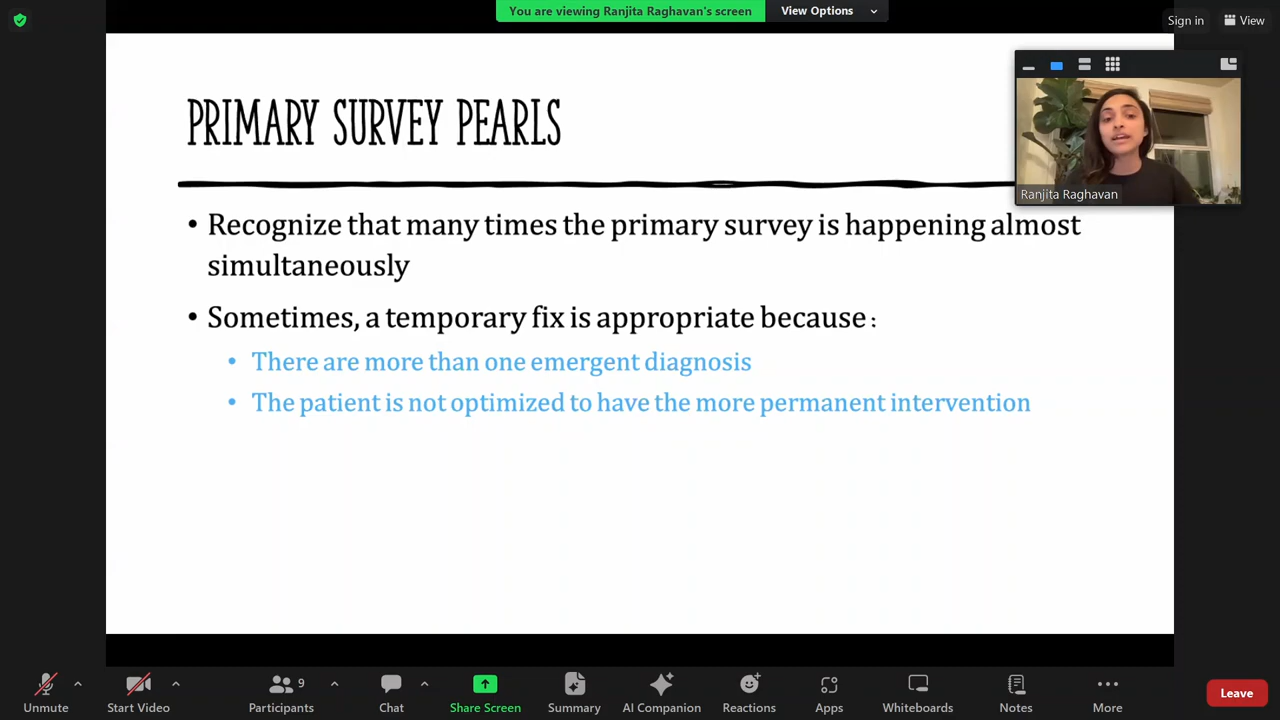 You are viewing Ranjita Raghavan's screen
View Options
Sign in
View
PRIMARY SURVEY PEARLS
Ranjita Raghavan
• Recognize that many times the primary survey is happening almost
simultaneously
• Sometimes, a temporary fix is appropriate because:
• There are more than one emergent diagnosis
• The patient is not optimized to have the more permanent intervention
Unmute
Start Video
9
Participants
Chat
Share Screen
Summary
AI Companion
Reactions
Apps
Whiteboards
Notes
More
Leave